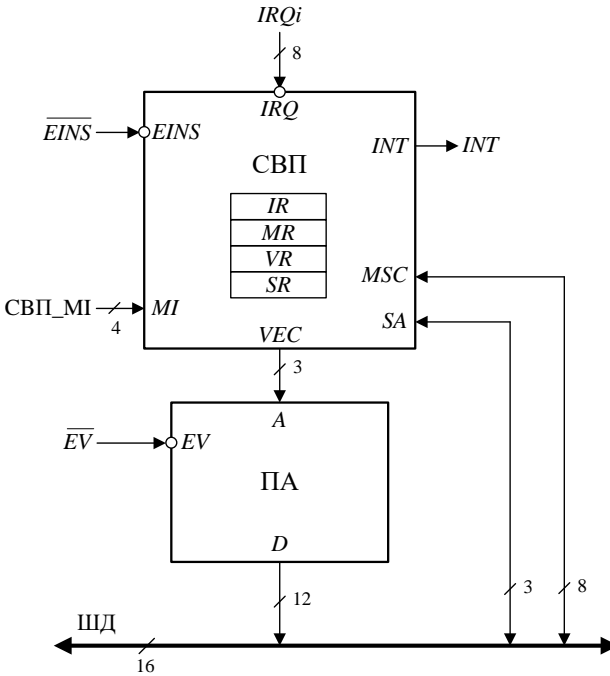 IRQi
8
IRQ
EINS
EINS
INT
INT
СВП
IR
MR
VR
SR
MSC
СВП_MI
4
MI
SA
VEC
3
A
EV
EV
ПА
D
12
3
8
ШД
16